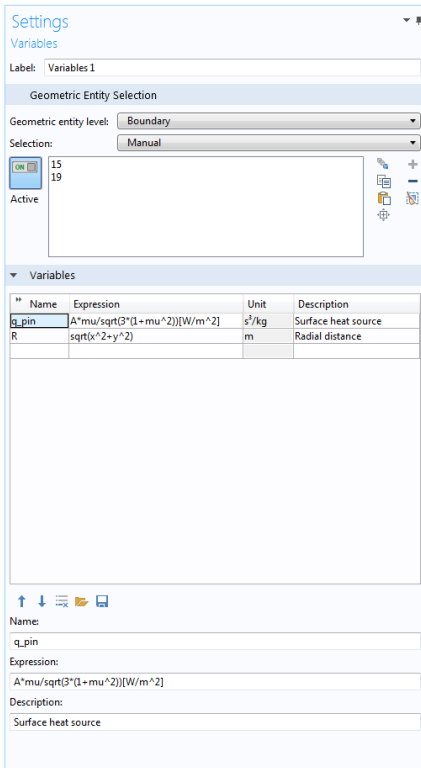 Settings
Variables
Label: Variables 1
Geometric Entity Selection
Geometric entity level: Boundary
Selection: Manual
ON
Active
15
19
Variables
" Name Expression Unit Description
q_pin A*mu/sqrt(3*(1+mu^2))[W/m^2] s³/kg Surface heat source
R sqrt(x^2+y^2) m Radial distance
Name:
q_pin
Expression:
A*mu/sqrt(3*(1+mu^2))[W/m^2]
Description:
Surface heat source